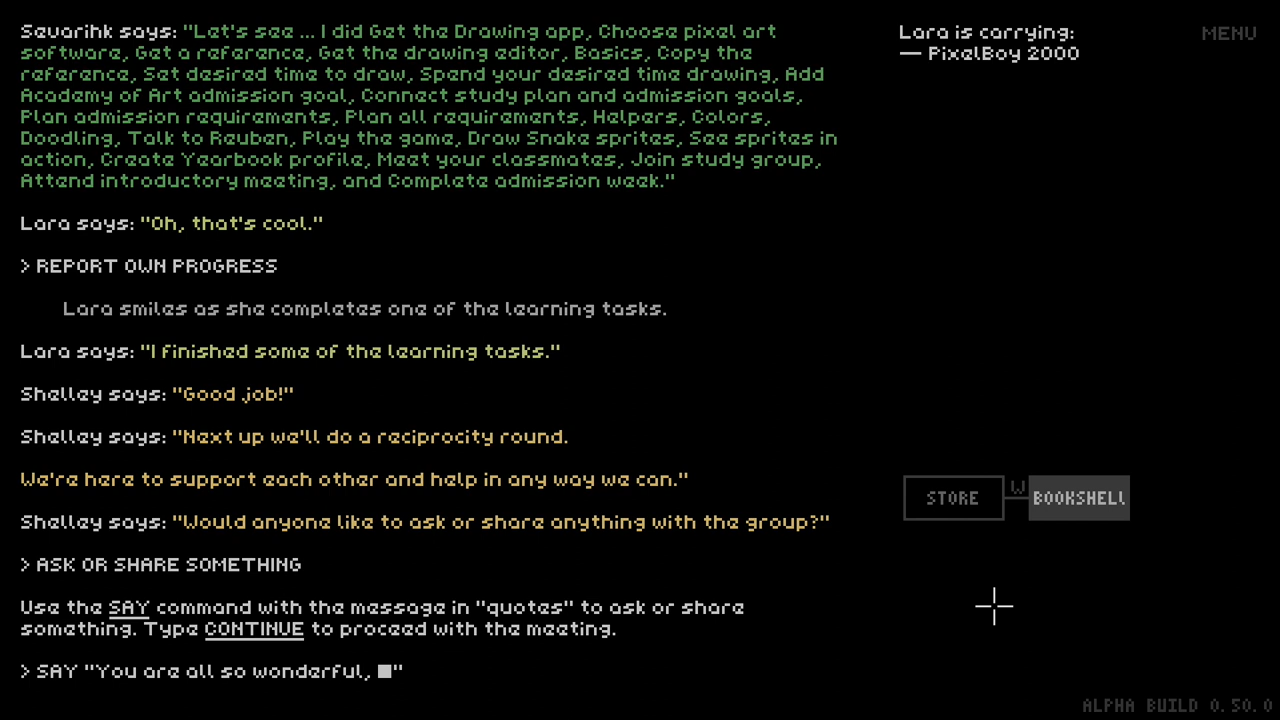 Sevarihk says: "Let's see ... I did Get the Drawing app, Choose pixel art
software, Get a reference, Get the drawing editor, Basics, Copy the
reference, Set desired time to draw, Spend your desired time drawing, Add
Academy of Art admission goal, Connect study plan and admission goals,
Plan admission requirements, Plan all requirements, Helpers, Colors,
Doodling, Talk to Reuben, Play the game, Draw Snake sprites, See sprites in
action, Create Yearbook profile, Meet your classmates, Join study group,
Attend introductory meeting, and Complete admission week."
Lara says: "Oh, that's cool."
> REPORT OWN PROGRESS
Lara smiles as she completes one of the learning tasks.
Lara says: "I finished some of the learning tasks."
Shelley says: "Good job!"
Shelley says: "Next up we'll do a reciprocity round.
We're here to support each other and help in any way we can."
Shelley says: "Would anyone like to ask or share anything with the group?"
> ASK OR SHARE SOMETHING
Use the SAY command with the message in "quotes" to ask or share
something. Type CONTINUE to proceed with the meeting.
> SAY "You are all so wonderful, "
Lara is carrying:
— PixelBoy 2000
MENU
STORE W BOOKSHELL
ALPHA BUILD 0.50.0